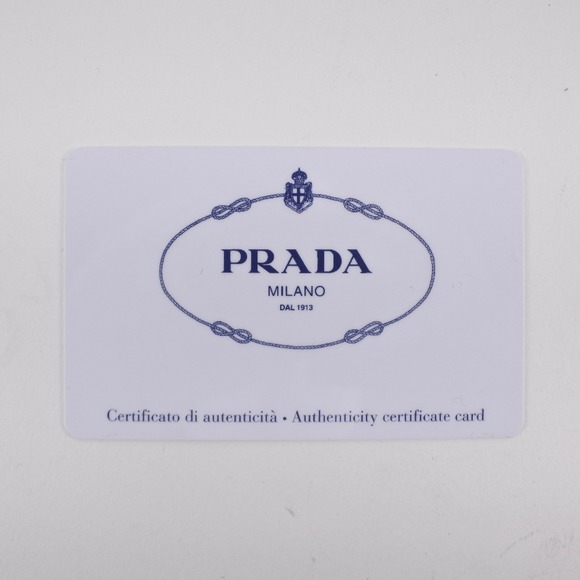 PRADA
MILANO
DAL 1913
Certificato di autenticità • Authenticity certificate card